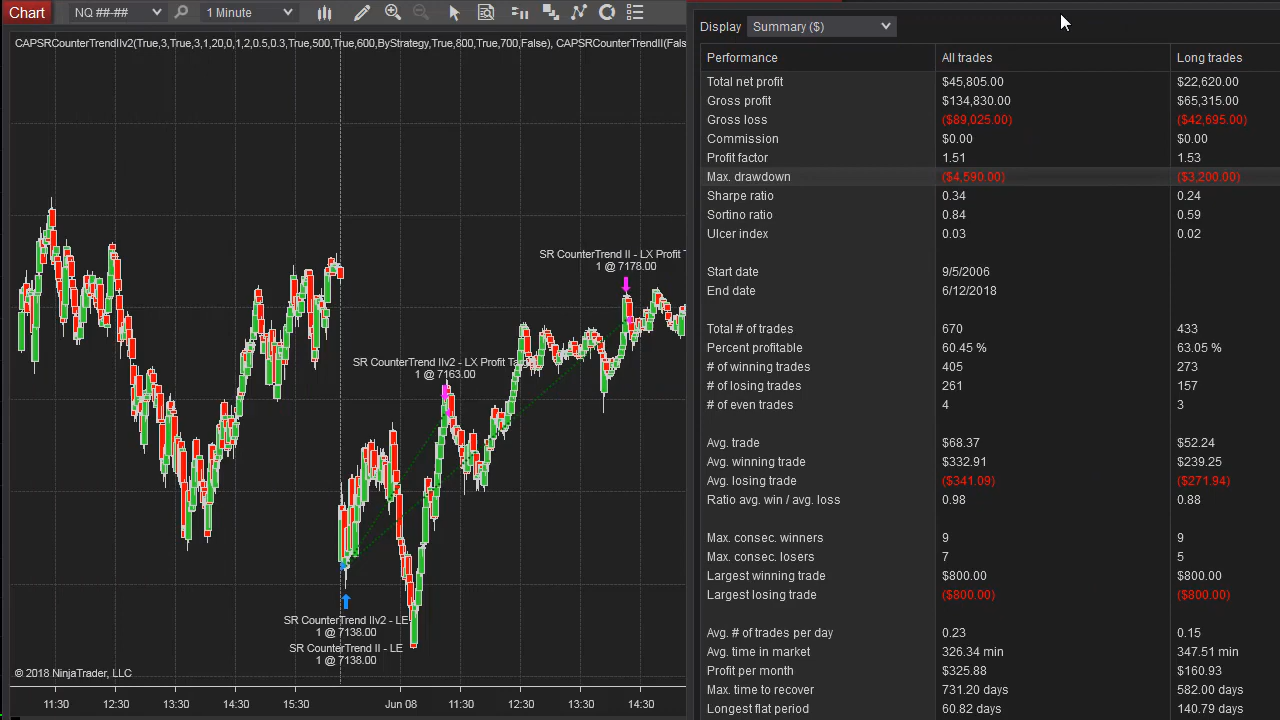 Chart NQ ##-## 1 Minute
CAPSRCounterTrendIIv2(True,3,True,3,1,20,0,1,2,0.5,0.3,True,500,True,600,ByStrategy,True,800,True,700,False), CAPSRCounterTrendII(Fals
SR CounterTrend II - LX Profit T
1 @ 7178.00
SR CounterTrend IIv2 - LX Profit Targ
1 @ 7163.00
SR CounterTrend IIv2 - LE
1 @ 7138.00
SR CounterTrend II - LE
1 @ 7138.00
© 2018 NinjaTrader, LLC
11:30 12:30 13:30 14:30 15:30 Jun 08 11:30 12:30 13:30 14:30
Display Summary ($)
Performance All trades Long trades
Total net profit $45,805.00 $22,620.00
Gross profit $134,830.00 $65,315.00
Gross loss ($89,025.00) ($42,695.00)
Commission $0.00 $0.00
Profit factor 1.51 1.53
Max. drawdown ($4,590.00) ($3,200.00)
Sharpe ratio 0.34 0.24
Sortino ratio 0.84 0.59
Ulcer index 0.03 0.02
Start date 9/5/2006
End date 6/12/2018
Total # of trades 670 433
Percent profitable 60.45 % 63.05 %
# of winning trades 405 273
# of losing trades 261 157
# of even trades 4 3
Avg. trade $68.37 $52.24
Avg. winning trade $332.91 $239.25
Avg. losing trade ($341.09) ($271.94)
Ratio avg. win / avg. loss 0.98 0.88
Max. consec. winners 9 9
Max. consec. losers 7 5
Largest winning trade $800.00 $800.00
Largest losing trade ($800.00) ($800.00)
Avg. # of trades per day 0.23 0.15
Avg. time in market 326.34 min 347.51 min
Profit per month $325.88 $160.93
Max. time to recover 731.20 days 582.00 days
Longest flat period 60.82 days 140.79 days